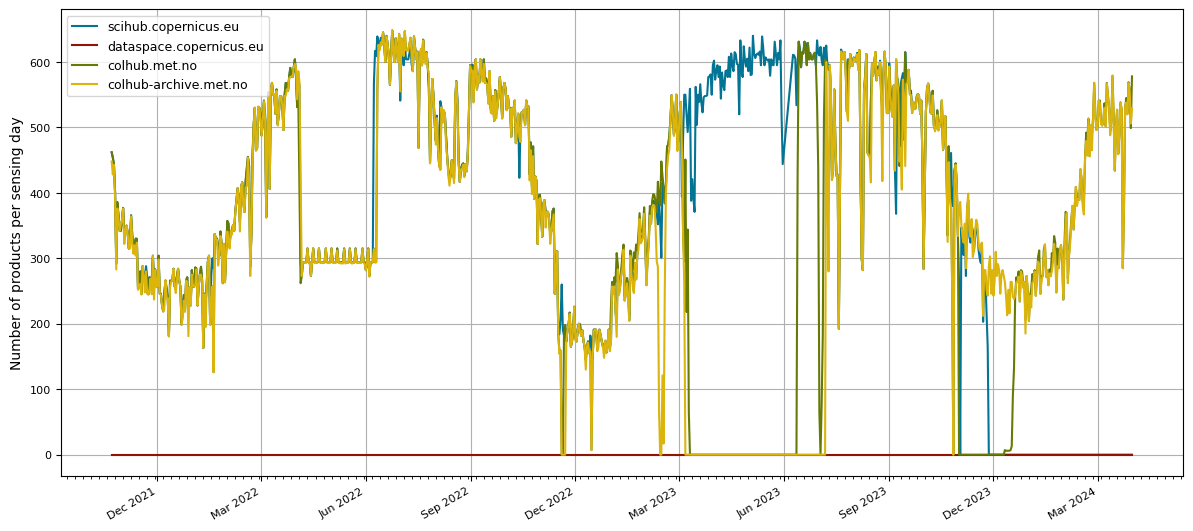 scihub.copernicus.eu
dataspace.copernicus.eu
colhub.met.no
colhub-archive.met.no
Number of products per sensing day
600
500
400
300
200
100
0
Dec 2021
Mar 2022
Jun 2022
Sep 2022
Dec 2022
Mar 2023
Jun 2023
Sep 2023
Dec 2023
Mar 2024